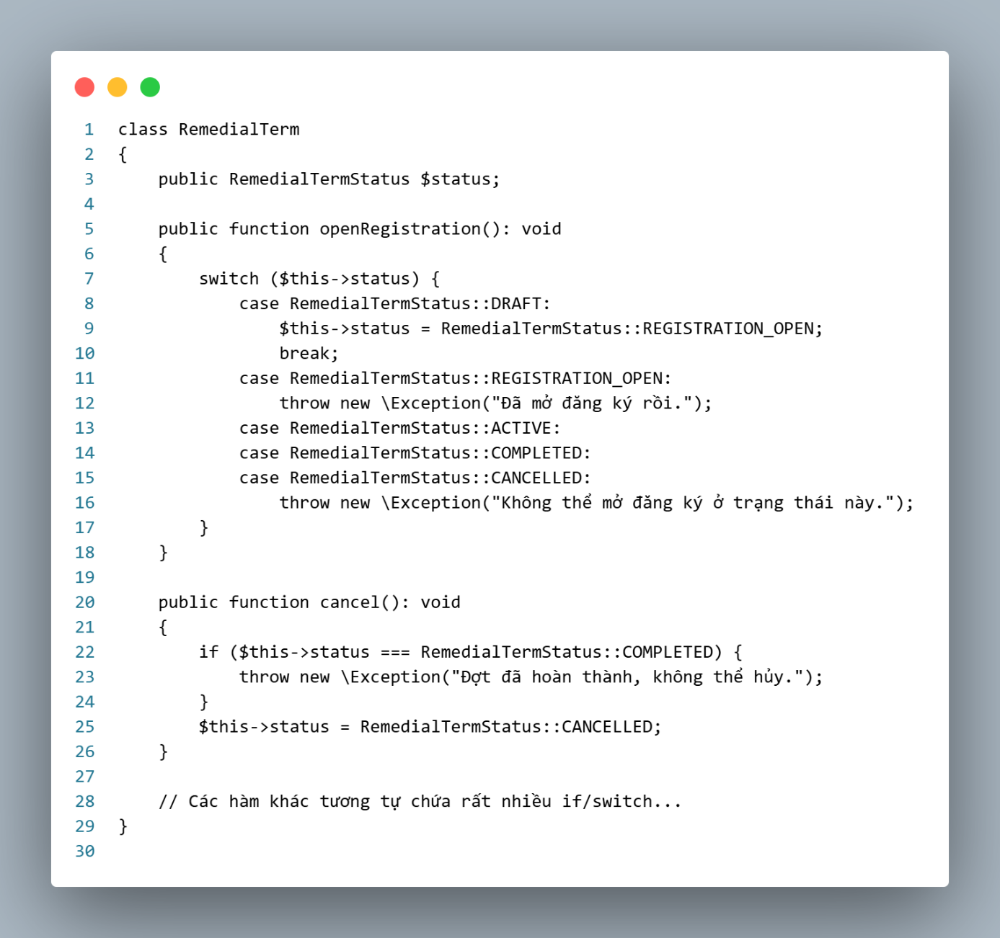 1 class RemedialTerm
2 {
3     public RemedialTermStatus $status;
4
5     public function openRegistration(): void
6     {
7         switch ($this->status) {
8             case RemedialTermStatus::DRAFT:
9                 $this->status = RemedialTermStatus::REGISTRATION_OPEN;
10                 break;
11             case RemedialTermStatus::REGISTRATION_OPEN:
12                 throw new \Exception("Đã mở đăng ký rồi.");
13             case RemedialTermStatus::ACTIVE:
14             case RemedialTermStatus::COMPLETED:
15             case RemedialTermStatus::CANCELLED:
16                 throw new \Exception("Không thể mở đăng ký ở trạng thái này.");
17         }
18     }
19
20     public function cancel(): void
21     {
22         if ($this->status === RemedialTermStatus::COMPLETED) {
23             throw new \Exception("Đợt đã hoàn thành, không thể hủy.");
24         }
25         $this->status = RemedialTermStatus::CANCELLED;
26     }
27
28     // Các hàm khác tương tự chứa rất nhiều if/switch...
29 }
30